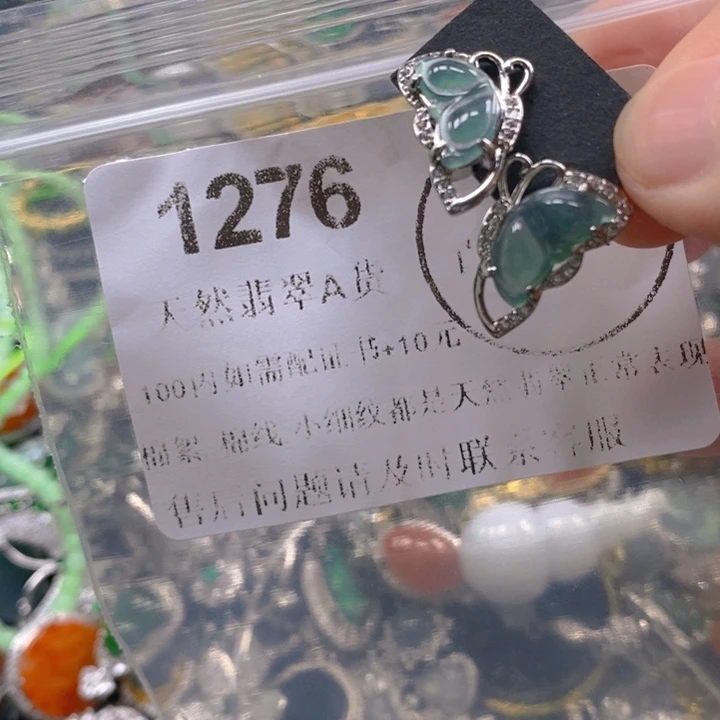 1276
天然翡翠A货
100内如需配证书+10元
棉絮 棉线 小细纹都是天然翡翠正常表现
售后问题请及时联系客服